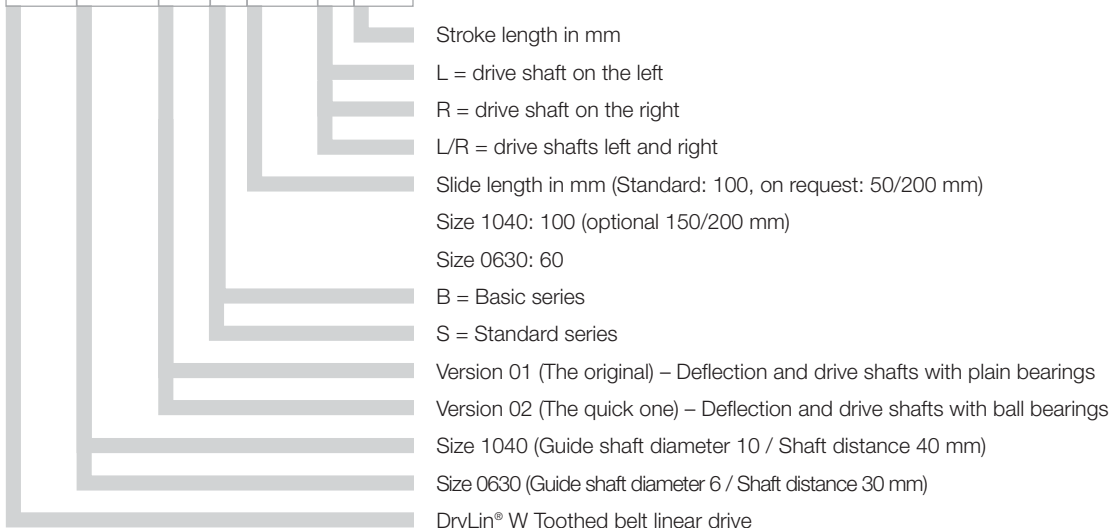 Stroke length in mm
L = drive shaft on the left
R = drive shaft on the right
L/R = drive shafts left and right
Slide length in mm (Standard: 100, on request: 50/200 mm)
Size 1040: 100 (optional 150/200 mm)
Size 0630: 60
B = Basic series
S = Standard series
Version 01 (The original) – Deflection and drive shafts with plain bearings
Version 02 (The quick one) – Deflection and drive shafts with ball bearings
Size 1040 (Guide shaft diameter 10 / Shaft distance 40 mm)
Size 0630 (Guide shaft diameter 6 / Shaft distance 30 mm)
DryLin® W Toothed belt linear drive